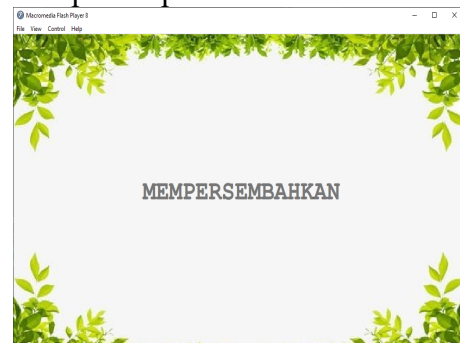 Macromedia Flash Player 8
File View Control Help
MEMPERSEMBAHKAN